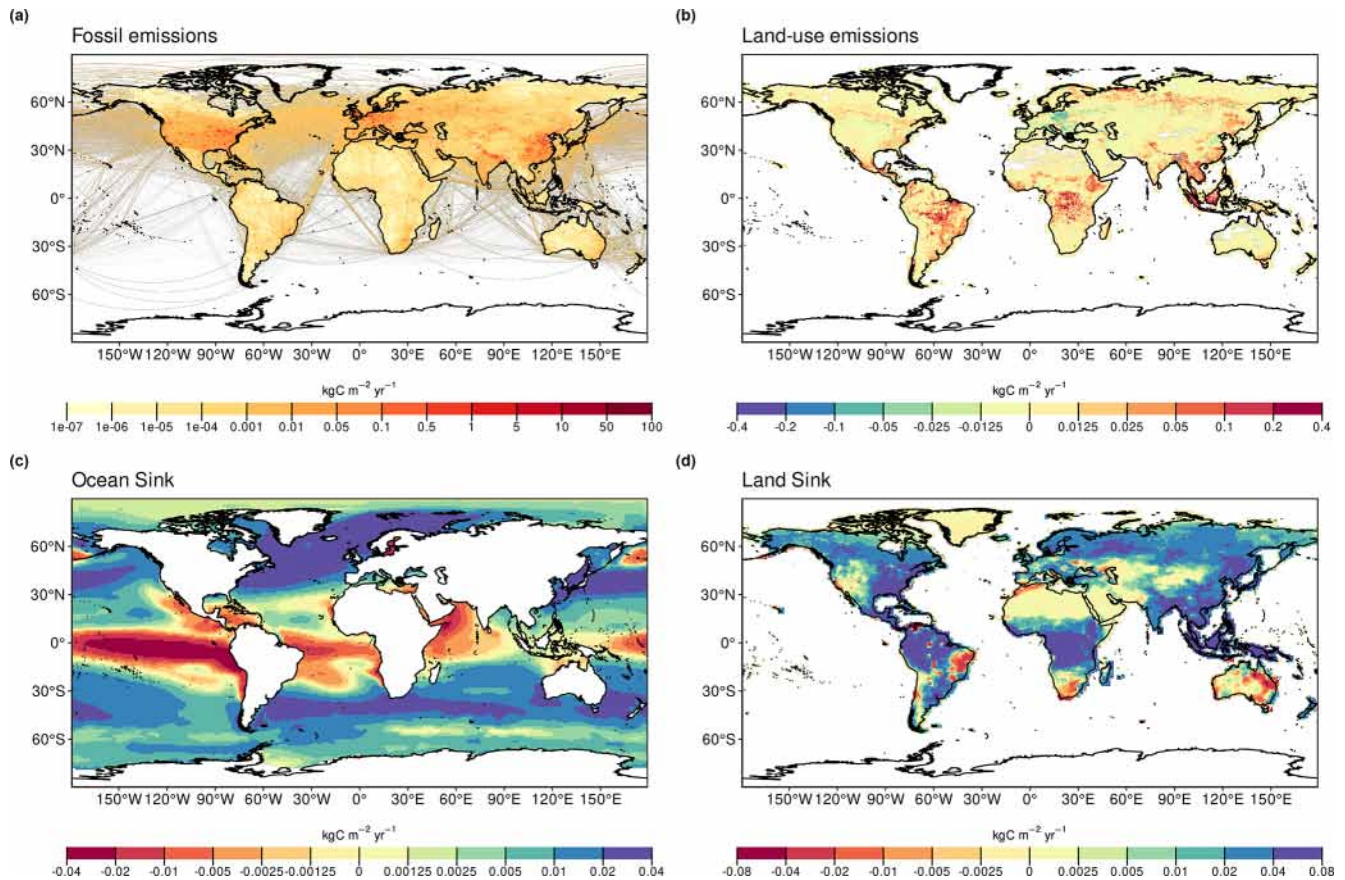 (a)
Fossil emissions
60°N
30°N
0°
30°S
60°S
150°W 120°W 90°W 60°W 30°W 0° 30°E 60°E 90°E 120°E 150°E
kgC m⁻² yr⁻¹
1e-07 1e-06 1e-05 1e-04 0.001 0.01 0.05 0.1 0.5 1 5 10 50 100
(b)
Land-use emissions
60°N
30°N
0°
30°S
60°S
150°W 120°W 90°W 60°W 30°W 0° 30°E 60°E 90°E 120°E 150°E
kgC m⁻² yr⁻¹
-0.4 -0.2 -0.1 -0.05 -0.025 -0.0125 0 0.0125 0.025 0.05 0.1 0.2 0.4
(c)
Ocean Sink
60°N
30°N
0°
30°S
60°S
150°W 120°W 90°W 60°W 30°W 0° 30°E 60°E 90°E 120°E 150°E
kgC m⁻² yr⁻¹
-0.04 -0.02 -0.01 -0.005 -0.0025 -0.00125 0 0.00125 0.0025 0.005 0.01 0.02 0.04
(d)
Land Sink
60°N
30°N
0°
30°S
60°S
150°W 120°W 90°W 60°W 30°W 0° 30°E 60°E 90°E 120°E 150°E
kgC m⁻² yr⁻¹
-0.08 -0.04 -0.02 -0.01 -0.005 -0.00125 0 0.00125 0.005 0.01 0.02 0.04 0.08